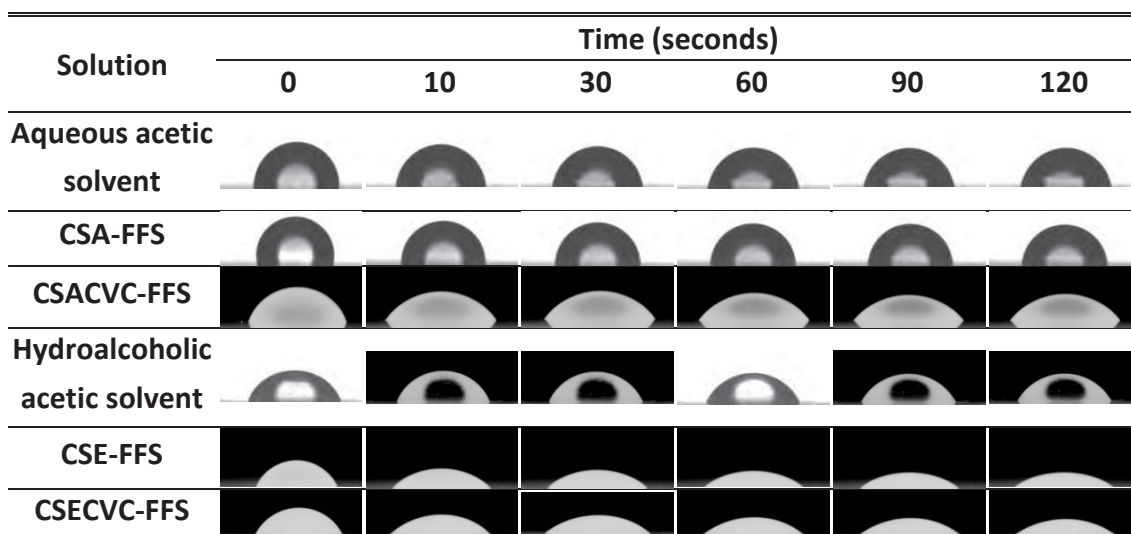 Solution
Time (seconds)
0 10 30 60 90 120
Aqueous acetic
solvent
CSA-FFS
CSACVC-FFS
Hydroalcoholic
acetic solvent
CSE-FFS
CSECVC-FFS